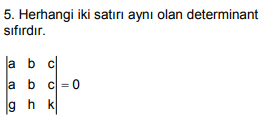 5. Herhangi iki satırı aynı olan determinant
sıfırdır.
|a b c|
|a b c| = 0
|g h k|